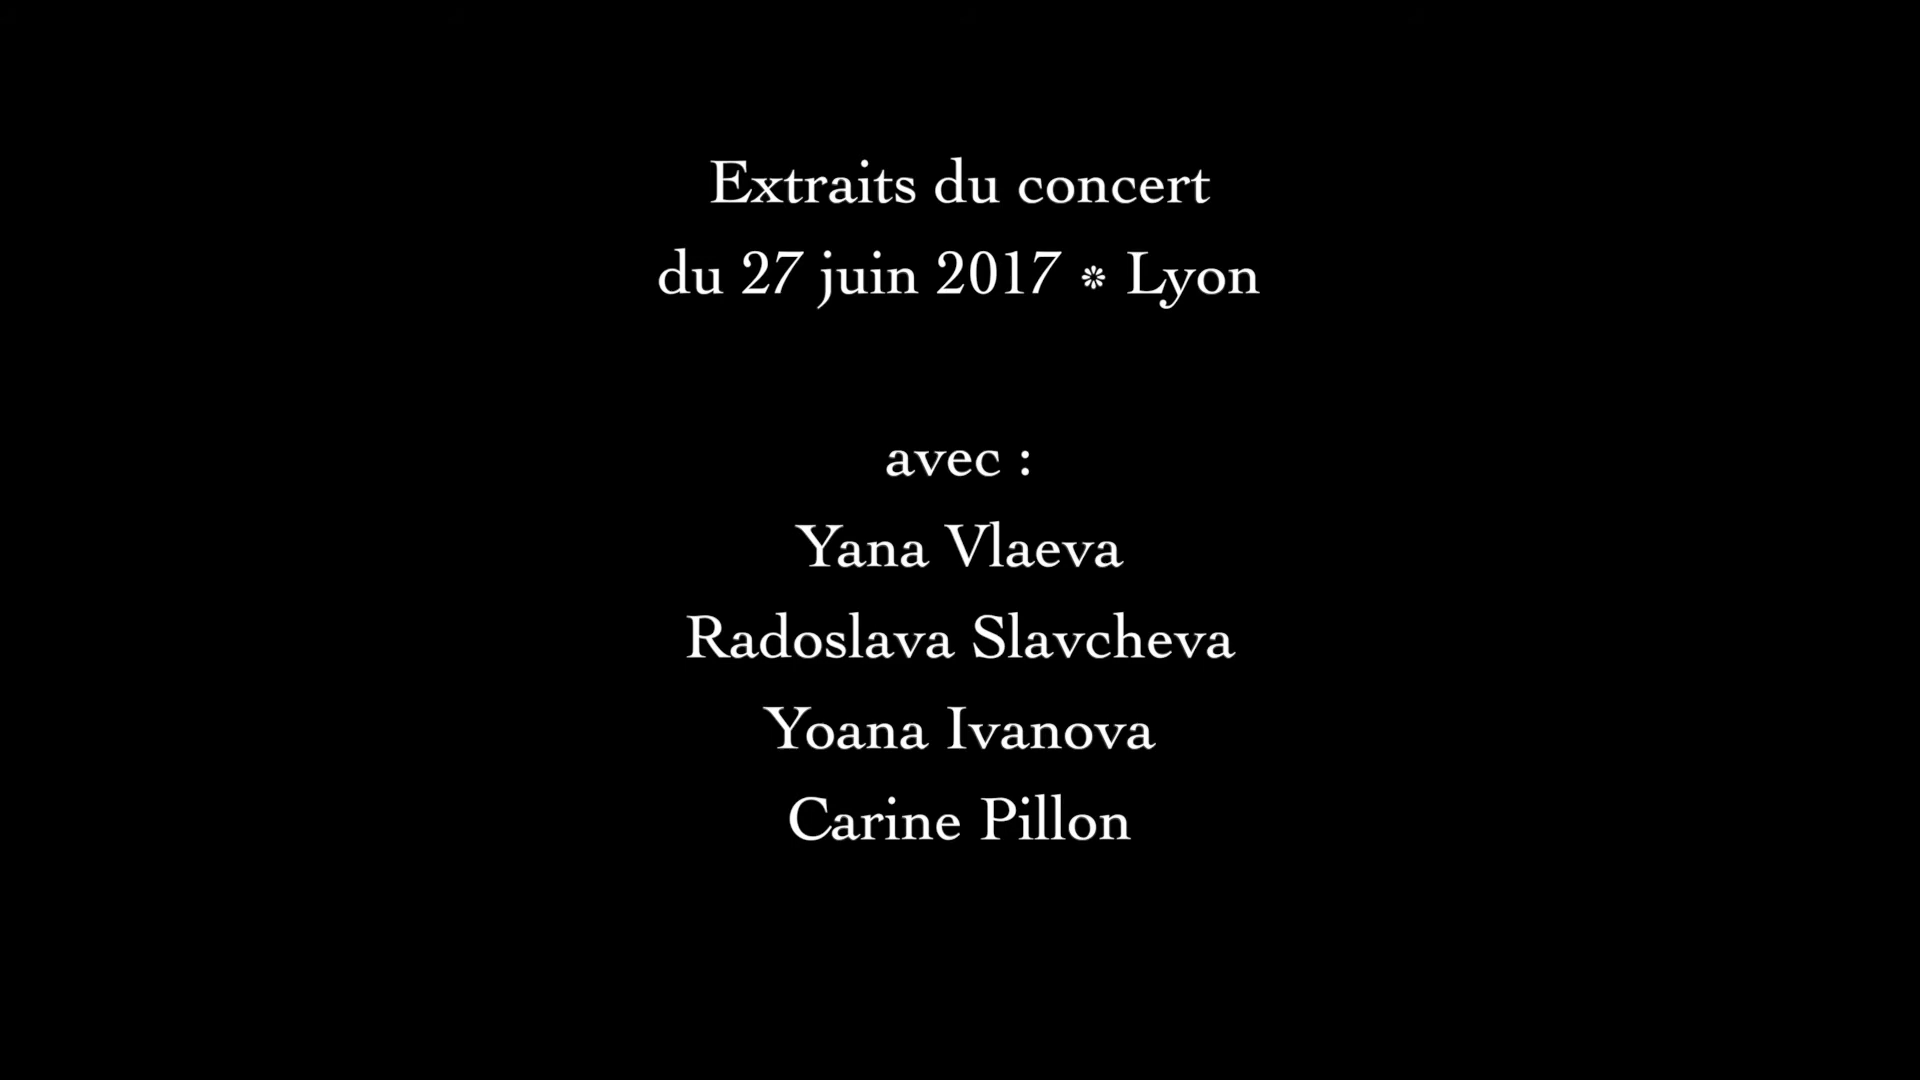 Extraits du concert
du 27 juin 2017 ❉ Lyon
avec :
Yana Vlaeva
Radoslava Slavcheva
Yoana Ivanova
Carine Pillon